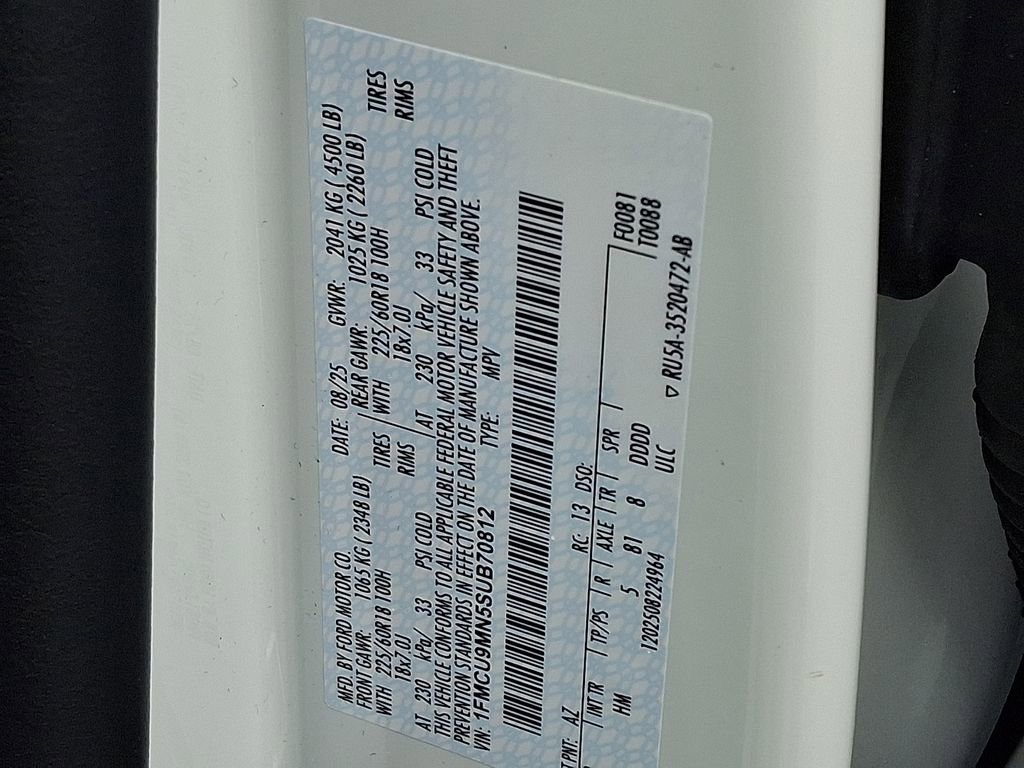 MFD. BY FORD MOTOR CO. DATE: 08/25 GVWR: 2041 KG ( 4500 LB)
FRONT GAWR: 1065 KG ( 2348 LB) REAR GAWR: 1025 KG ( 2260 LB)
WITH 225/60R18 100H TIRES WITH 225/60R18 100H TIRES
18x7.0J RIMS 18x7.0J RIMS
AT 230 kPa/ 33 PSI COLD AT 230 kPa/ 33 PSI COLD
THIS VEHICLE CONFORMS TO ALL APPLICABLE FEDERAL MOTOR VEHICLE SAFETY AND THEFT
PREVENTION STANDARDS IN EFFECT ON THE DATE OF MANUFACTURE SHOWN ABOVE.
VIN: 1FMCU9MN5SUB70812 TYPE: MPV
T PNT: AZ RC: 13 DSO:
INTR TP/PS R AXLE TR SPR F0081
HM 5 81 8 DDDD T0088
ULC
1202508224964 RU5A-3520472-AB